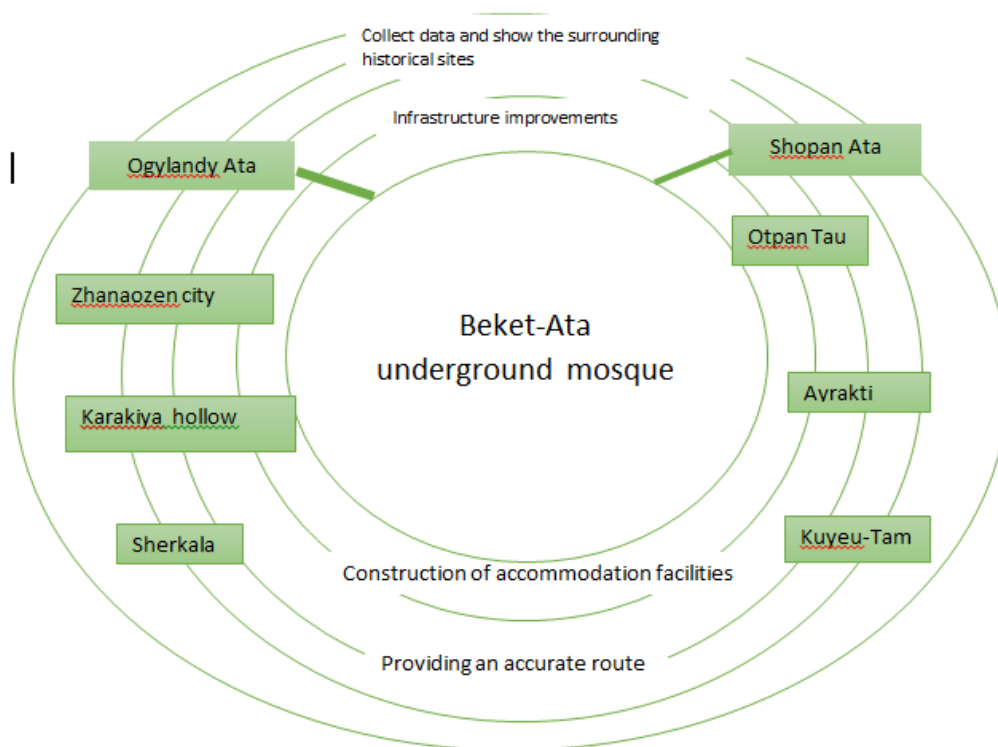 Collect data and show the surrounding
historical sites
Infrastructure improvements
Ogylandy Ata
Shopan Ata
Otpan Tau
Zhanaozen city
Beket-Ata
underground mosque
Karakiya hollow
Ayrakti
Sherkala
Kuyeu-Tam
Construction of accommodation facilities
Providing an accurate route